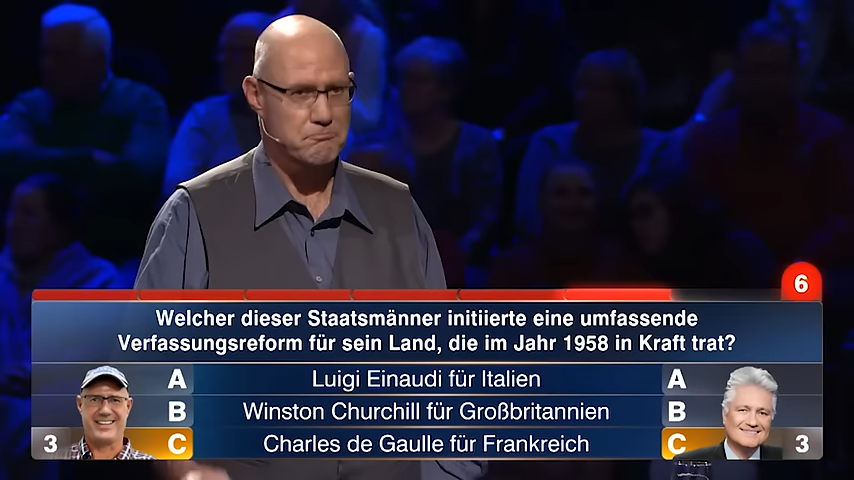 6
Welcher dieser Staatsmänner initiierte eine umfassende
Verfassungsreform für sein Land, die im Jahr 1958 in Kraft trat?
A Luigi Einaudi für Italien A
B Winston Churchill für Großbritannien B
3 C Charles de Gaulle für Frankreich C 3